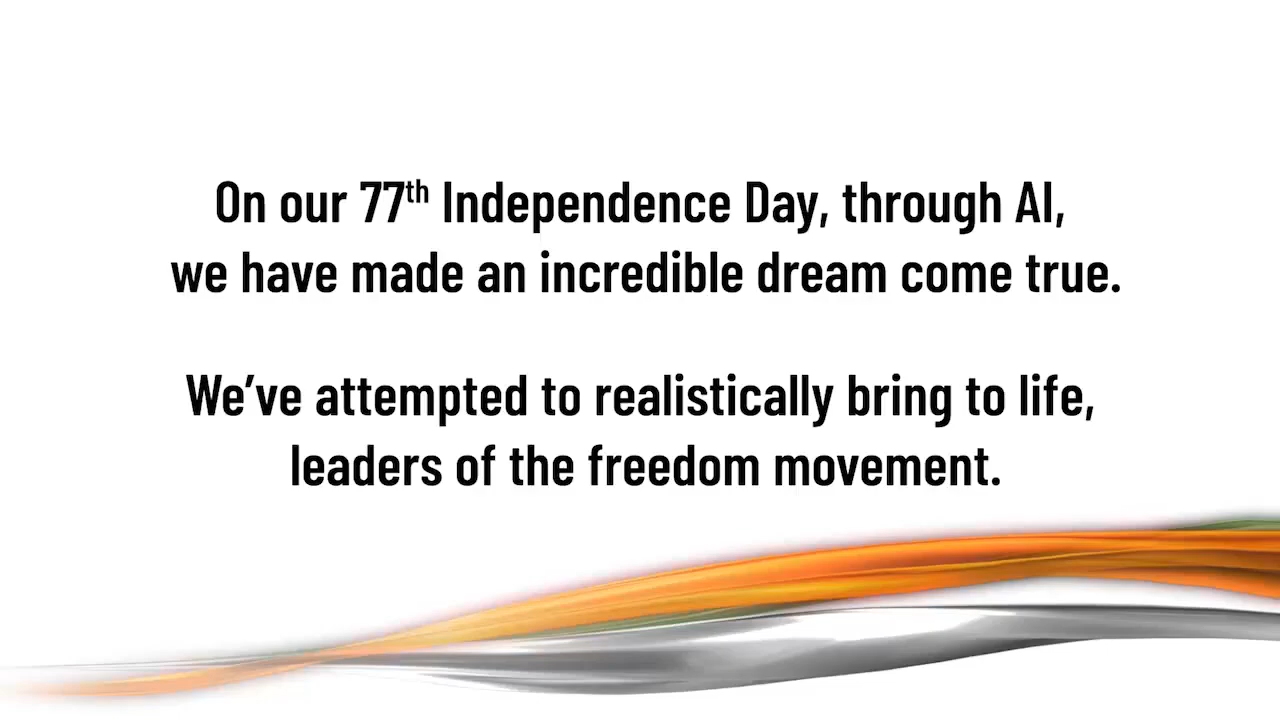 On our 77th Independence Day, through AI,
we have made an incredible dream come true.
We’ve attempted to realistically bring to life,
leaders of the freedom movement.